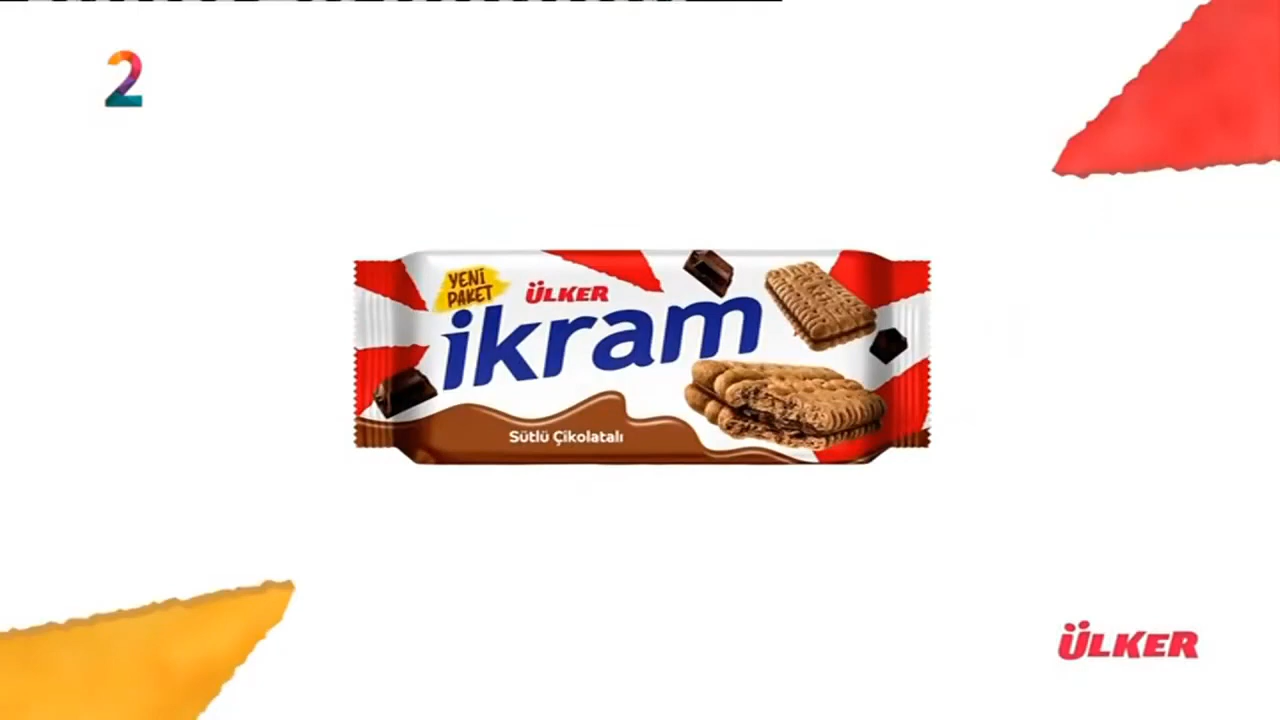 2
YENİ
PAKET
ÜLKER
ikram
Sütlü Çikolatalı
ÜLKER